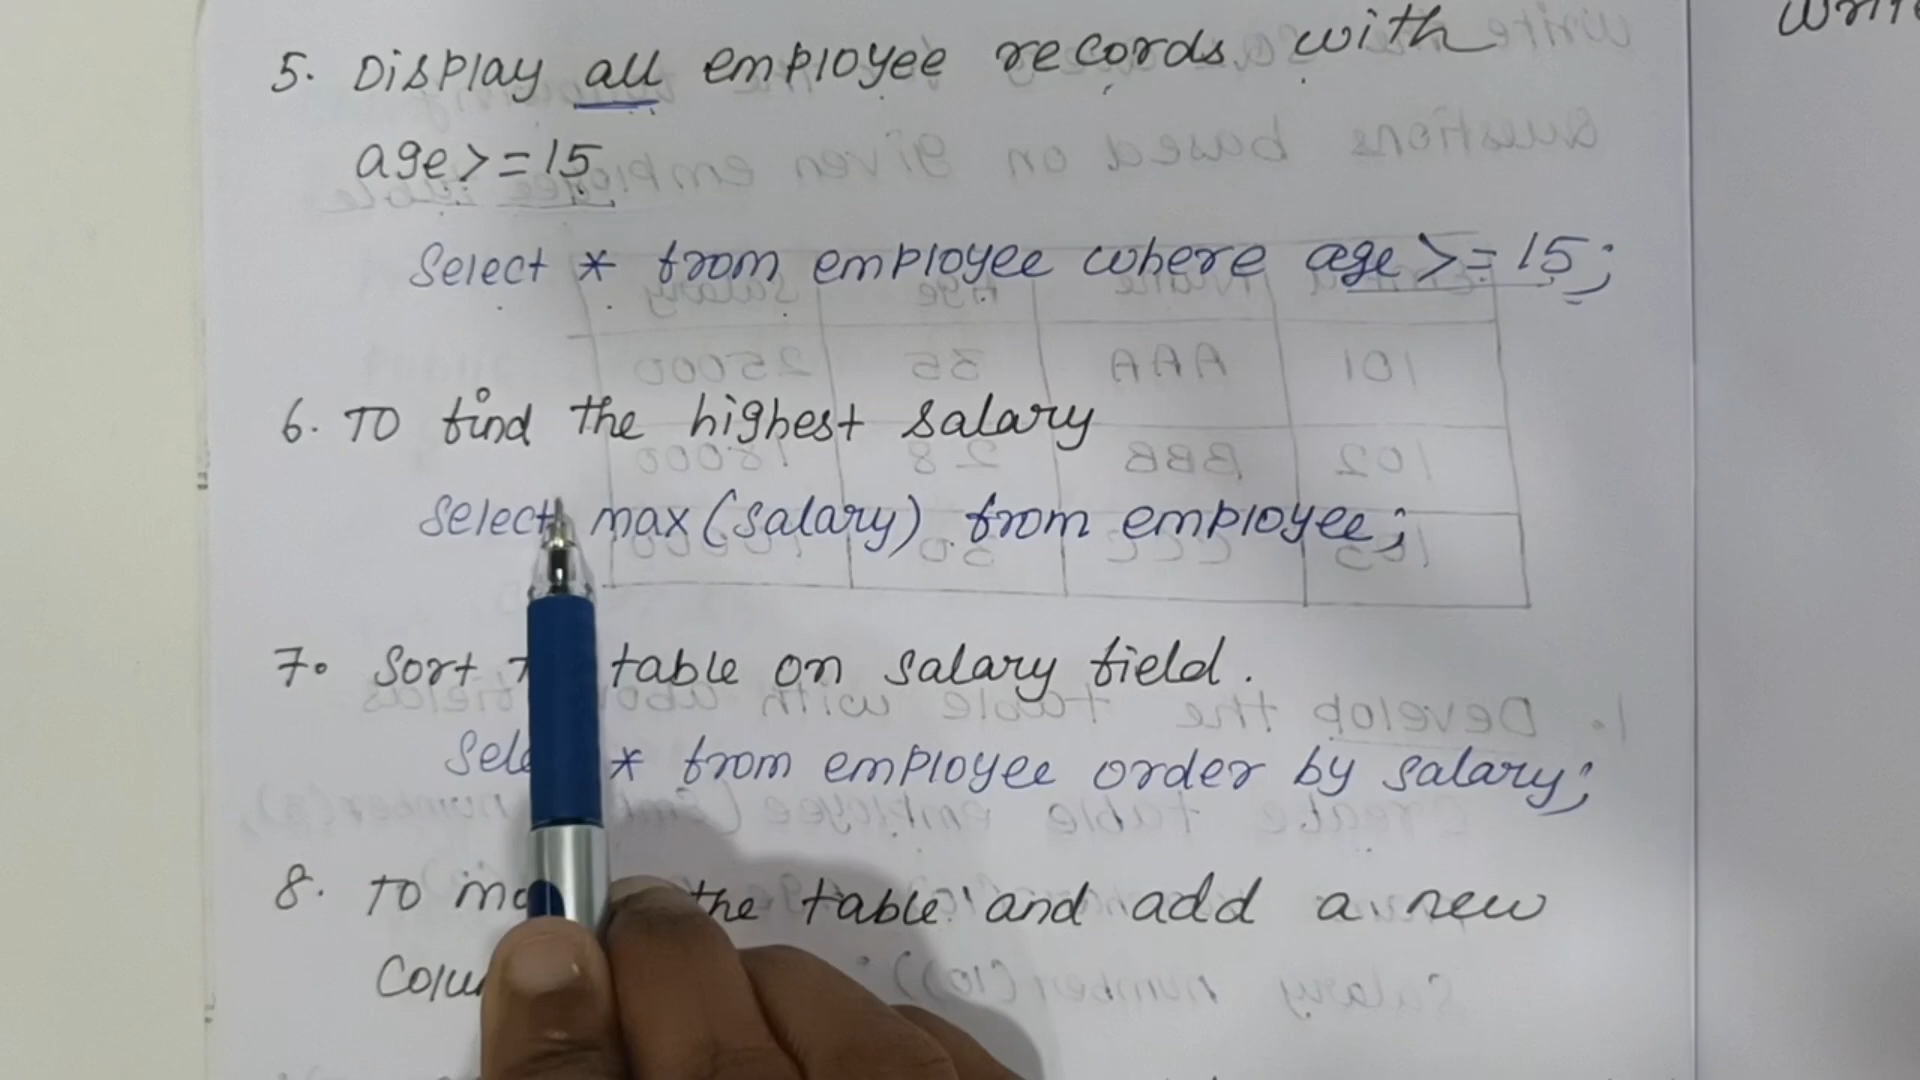 5. Display all employee records with
age>=15
Select * from employee where age >= 15;
6. To find the highest salary
Select max(salary) from employee;
7. Sort table on salary field.
* from employee order by salary;
8. To the table and add a new